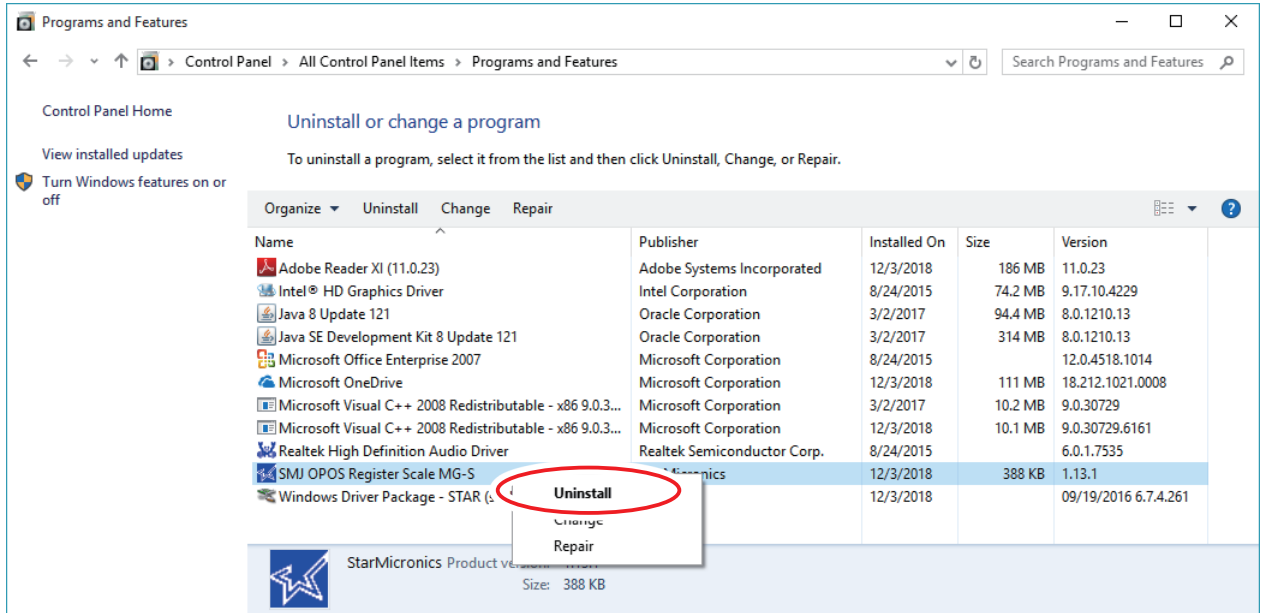 Programs and Features
Control Panel > All Control Panel Items > Programs and Features
Search Programs and Features
Control Panel Home
View installed updates
Turn Windows features on or
off
Uninstall or change a program
To uninstall a program, select it from the list and then click Uninstall, Change, or Repair.
Organize Uninstall Change Repair
Name Publisher Installed On Size Version
Adobe Reader XI (11.0.23) Adobe Systems Incorporated 12/3/2018 186 MB 11.0.23
Intel® HD Graphics Driver Intel Corporation 8/24/2015 74.2 MB 9.17.10.4229
Java 8 Update 121 Oracle Corporation 3/2/2017 94.4 MB 8.0.1210.13
Java SE Development Kit 8 Update 121 Oracle Corporation 3/2/2017 314 MB 8.0.1210.13
Microsoft Office Enterprise 2007 Microsoft Corporation 8/24/2015 12.0.4518.1014
Microsoft OneDrive Microsoft Corporation 12/3/2018 111 MB 18.212.1021.0008
Microsoft Visual C++ 2008 Redistributable - x86 9.0.3... Microsoft Corporation 3/2/2017 10.2 MB 9.0.30729
Microsoft Visual C++ 2008 Redistributable - x86 9.0.3... Microsoft Corporation 12/3/2018 10.1 MB 9.0.30729.6161
Realtek High Definition Audio Driver Realtek Semiconductor Corp. 8/24/2015 6.0.1.7535
SMJ OPOS Register Scale MG-S 12/3/2018 388 KB 1.13.1
Windows Driver Package - STAR 12/3/2018 09/19/2016 6.7.4.261
Uninstall
Change
Repair
StarMicronics Product
Size: 388 KB